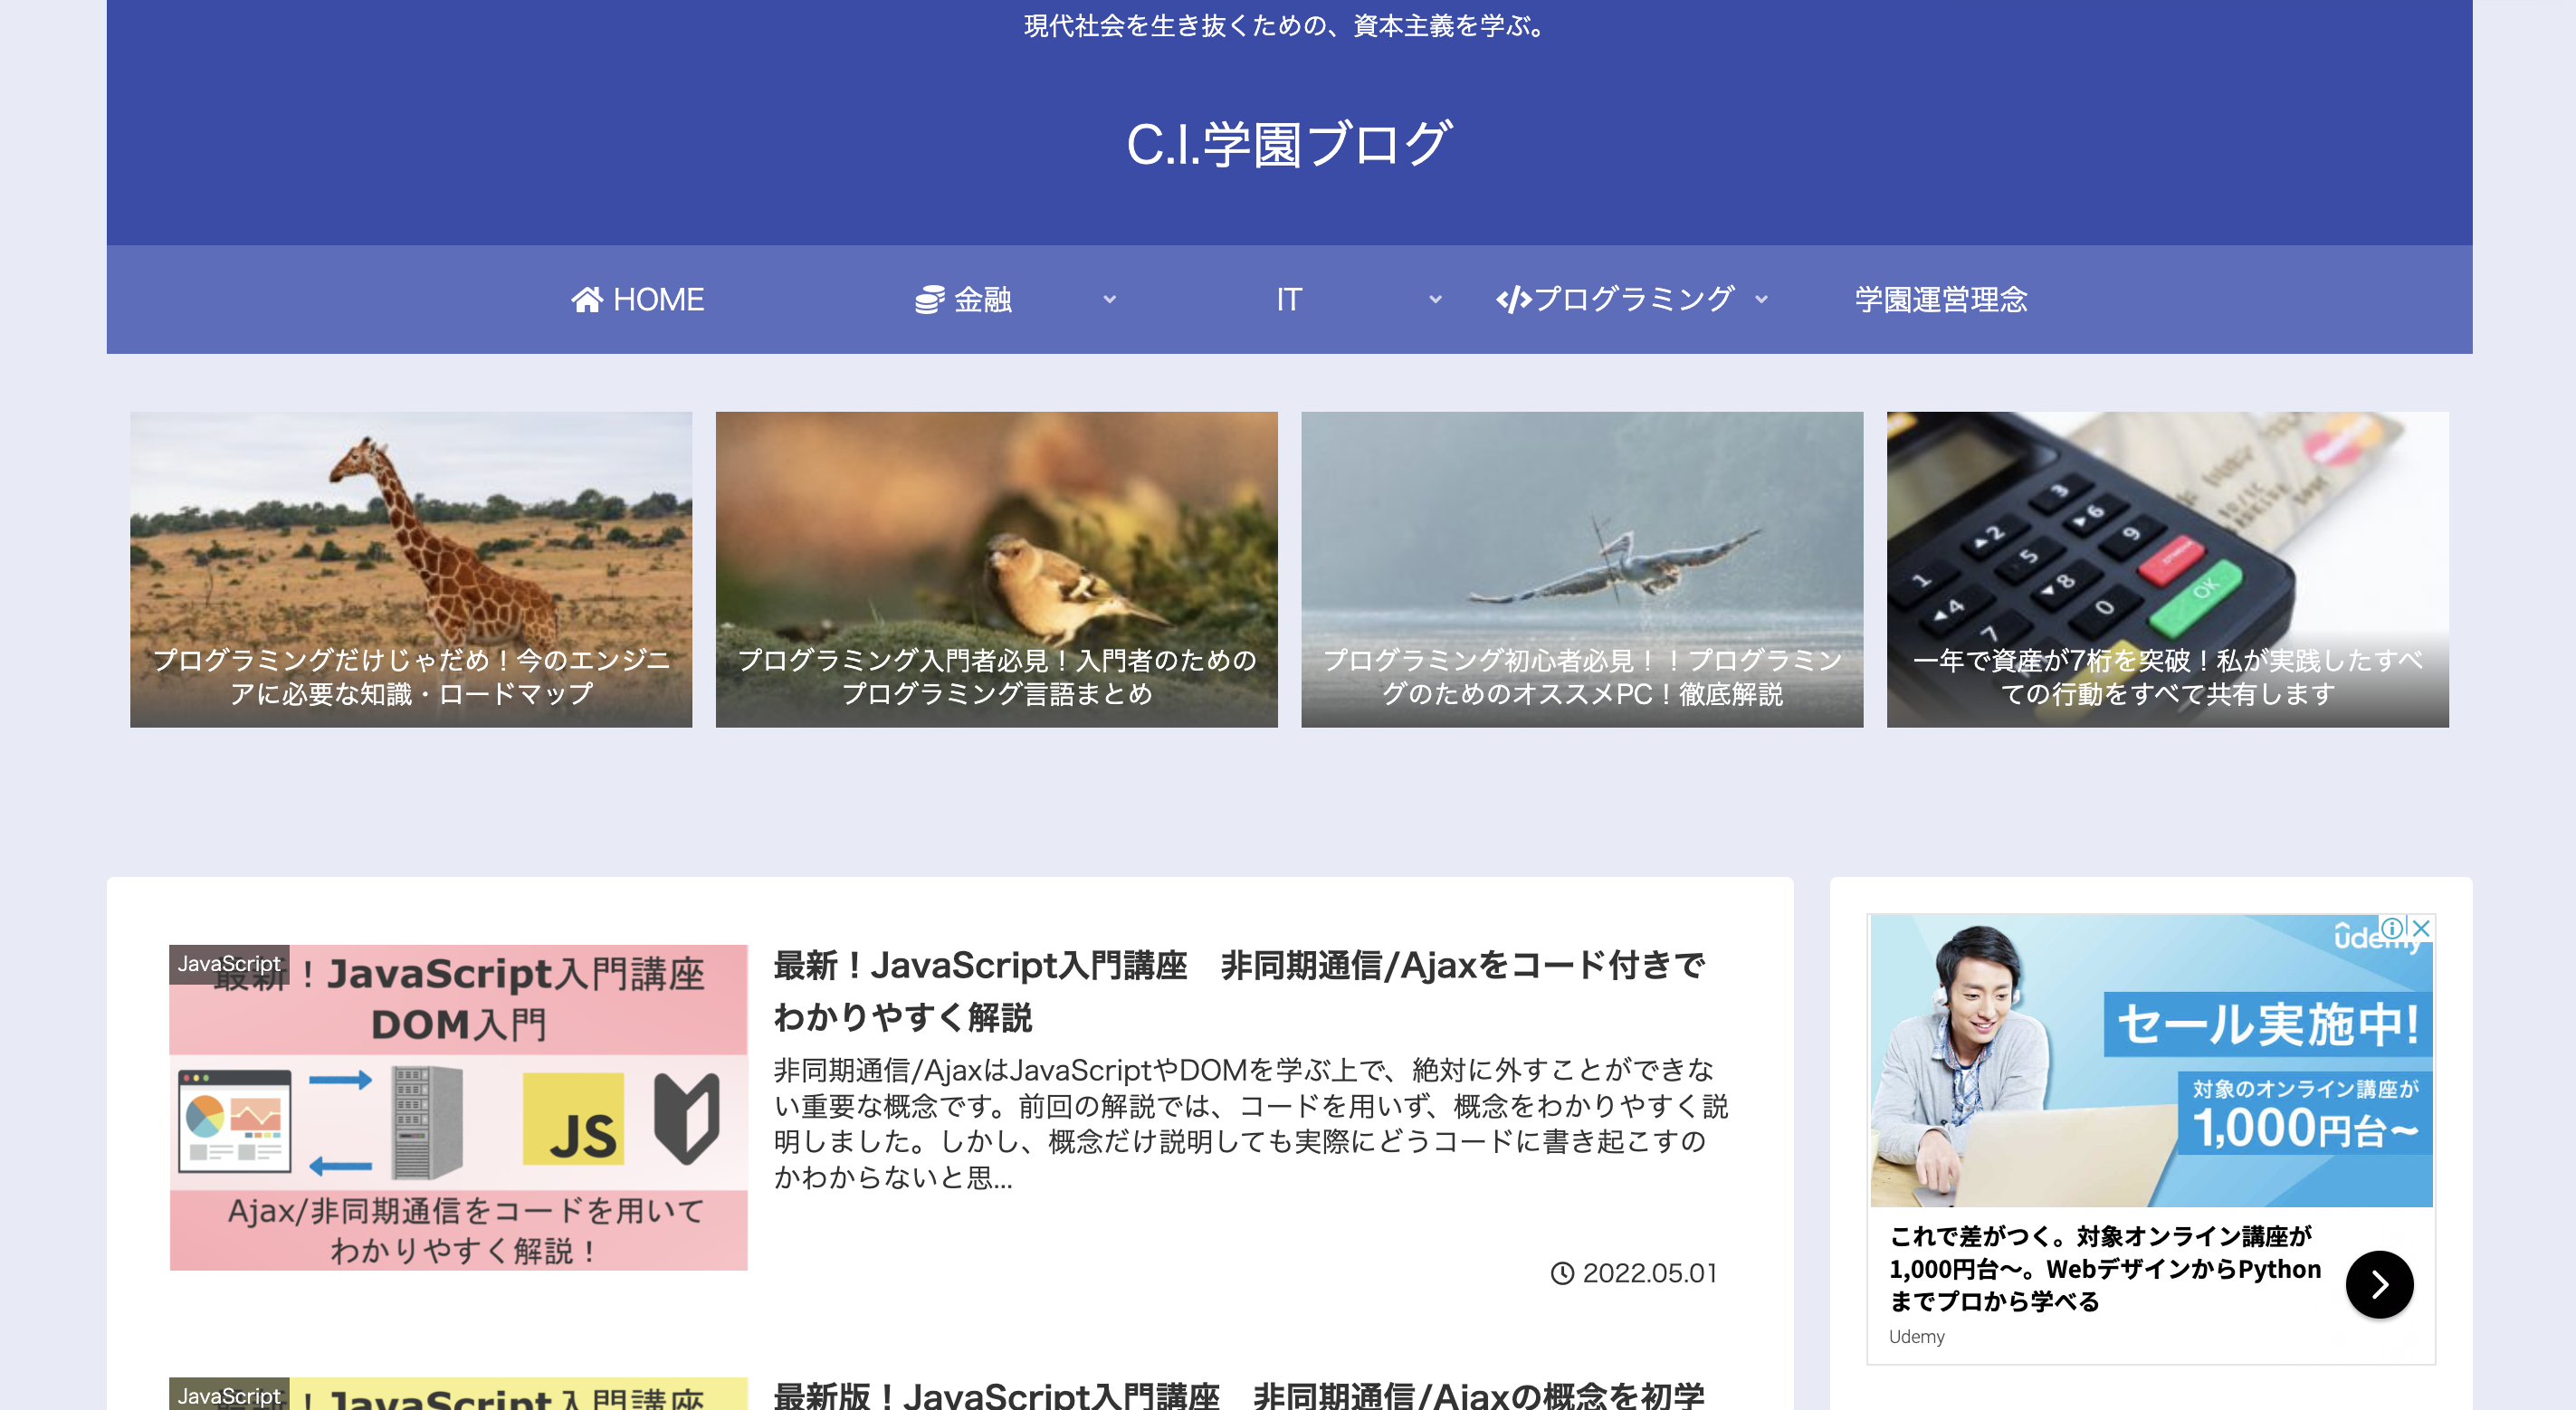 現代社会を生き抜くための、資本主義を学ぶ。
C.I.学園ブログ
HOME
金融
IT
プログラミング
学園運営理念
プログラミングだけじゃだめ！今のエンジニ
アに必要な知識・ロードマップ
プログラミング入門者必見！入門者のための
プログラミング言語まとめ
プログラミング初心者必見！！プログラミン
グのためのオススメPC！徹底解説
3
▲2
▲6
1
5
9
◀4
▼8
7
0
OK
一年で資産が7桁を突破！私が実践したすべ
ての行動をすべて共有します
JavaScript
最新！JavaScript入門講座
DOM入門
JS
Ajax/非同期通信をコードを用いて
わかりやすく解説！
最新！JavaScript入門講座　非同期通信/Ajaxをコード付きで
わかりやすく解説
非同期通信/AjaxはJavaScriptやDOMを学ぶ上で、絶対に外すことができな
い重要な概念です。前回の解説では、コードを用いず、概念をわかりやすく説
明しました。しかし、概念だけ説明しても実際にどうコードに書き起こすの
かわからないと思...
2022.05.01
JavaScript
最新！JavaScript入門講座
最新版！JavaScript入門講座　非同期通信/Ajaxの概念を初学
ûdemy
セール実施中!
対象のオンライン講座が
1,000円台〜
これで差がつく。対象オンライン講座が
1,000円台〜。WebデザインからPython
までプロから学べる
Udemy